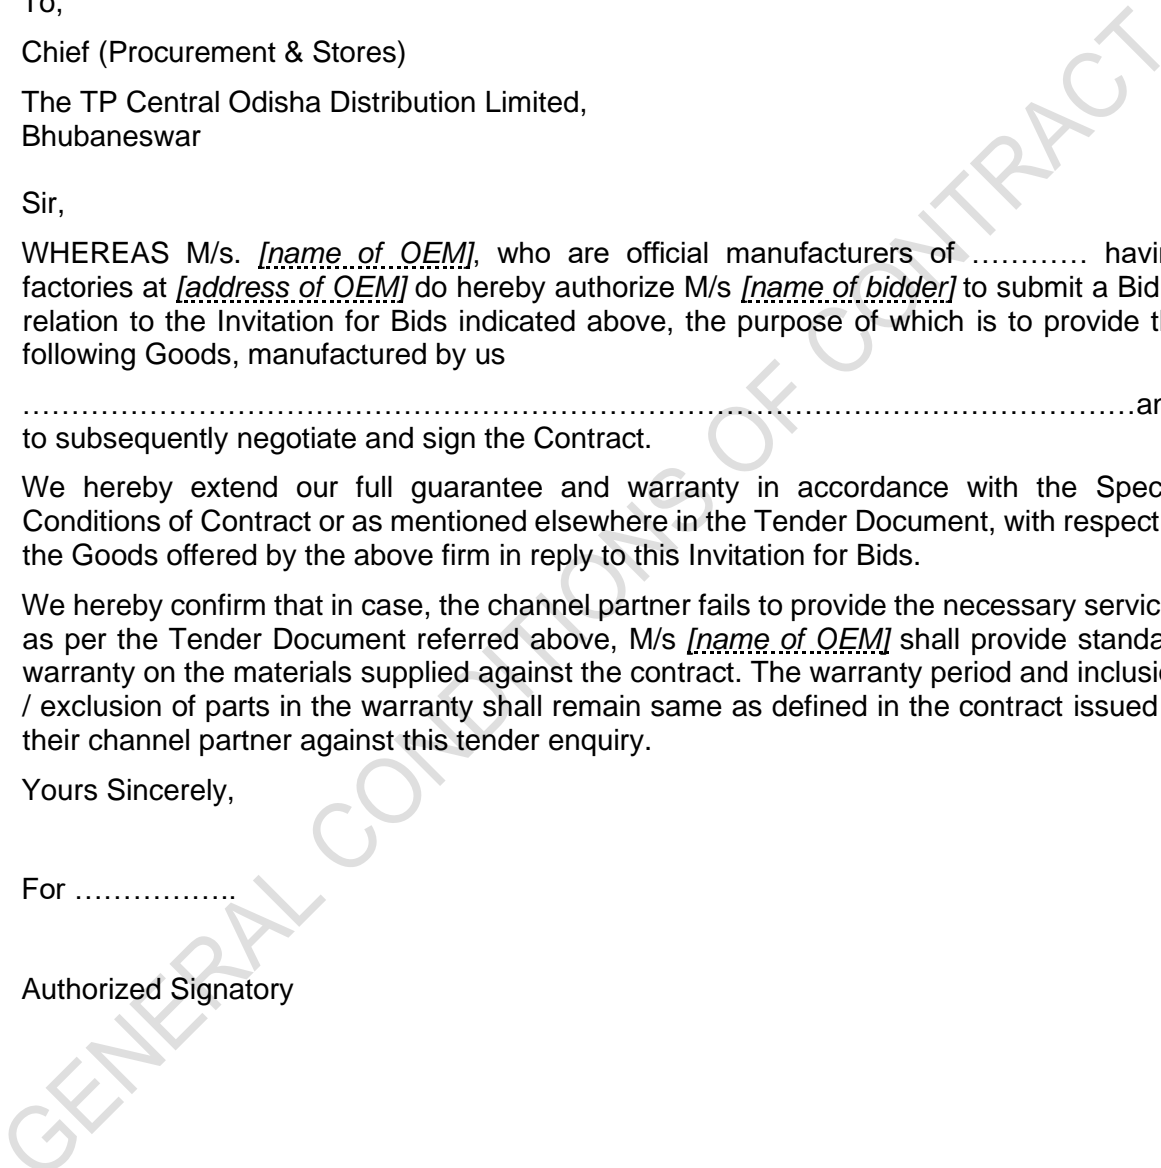 To,
Chief (Procurement & Stores)
The TP Central Odisha Distribution Limited,
Bhubaneswar
Sir,
WHEREAS M/s. [name of OEM], who are official manufacturers of ………… havin
factories at [address of OEM] do hereby authorize M/s [name of bidder] to submit a Bid
relation to the Invitation for Bids indicated above, the purpose of which is to provide th
following Goods, manufactured by us
……………………………………………………………………………………………………an
to subsequently negotiate and sign the Contract.
We hereby extend our full guarantee and warranty in accordance with the Spec
Conditions of Contract or as mentioned elsewhere in the Tender Document, with respect
the Goods offered by the above firm in reply to this Invitation for Bids.
We hereby confirm that in case, the channel partner fails to provide the necessary servic
as per the Tender Document referred above, M/s [name of OEM] shall provide standa
warranty on the materials supplied against the contract. The warranty period and inclusio
/ exclusion of parts in the warranty shall remain same as defined in the contract issued
their channel partner against this tender enquiry.
Yours Sincerely,
For ……………..
Authorized Signatory
GENERAL CONDITIONS OF CONTRACT